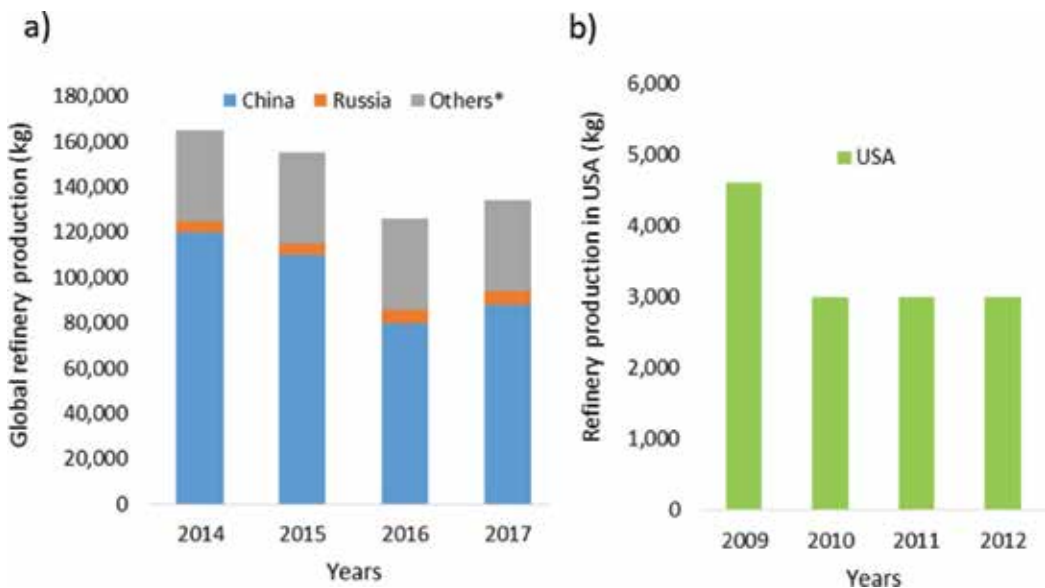 a)
Global refinery production (kg)
180,000
160,000
140,000
120,000
100,000
80,000
60,000
40,000
20,000
0
China Russia Others*
2014 2015 2016 2017
Years
b)
Refinery production in USA (kg)
6,000
5,000
4,000
3,000
2,000
1,000
0
USA
2009 2010 2011 2012
Years